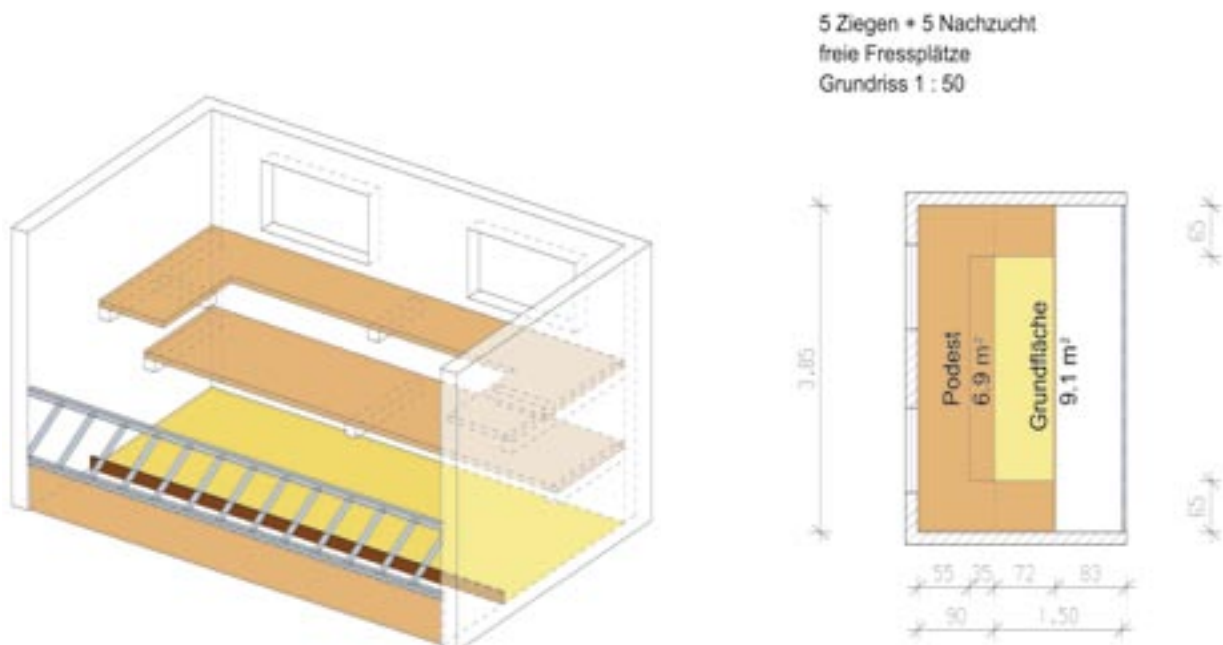 5 Ziegen + 5 Nachzucht
freie Fressplätze
Grundriss 1 : 50
65
3.85
Podest
6.9 m²
Grundfläche
9.1 m²
65
55 35 72 83
90 1.50